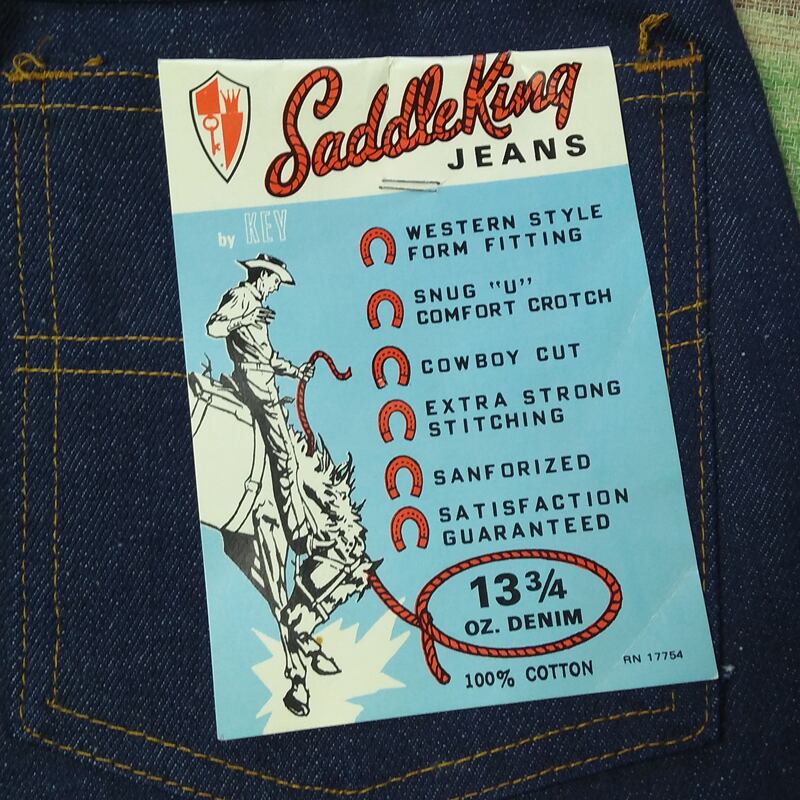 SaddleKing
JEANS
by KEY
WESTERN STYLE
FORM FITTING
SNUG "U"
COMFORT CROTCH
COWBOY CUT
EXTRA STRONG
STITCHING
SANFORIZED
SATISFACTION
GUARANTEED
13 3/4
OZ. DENIM
100% COTTON
RN 17754